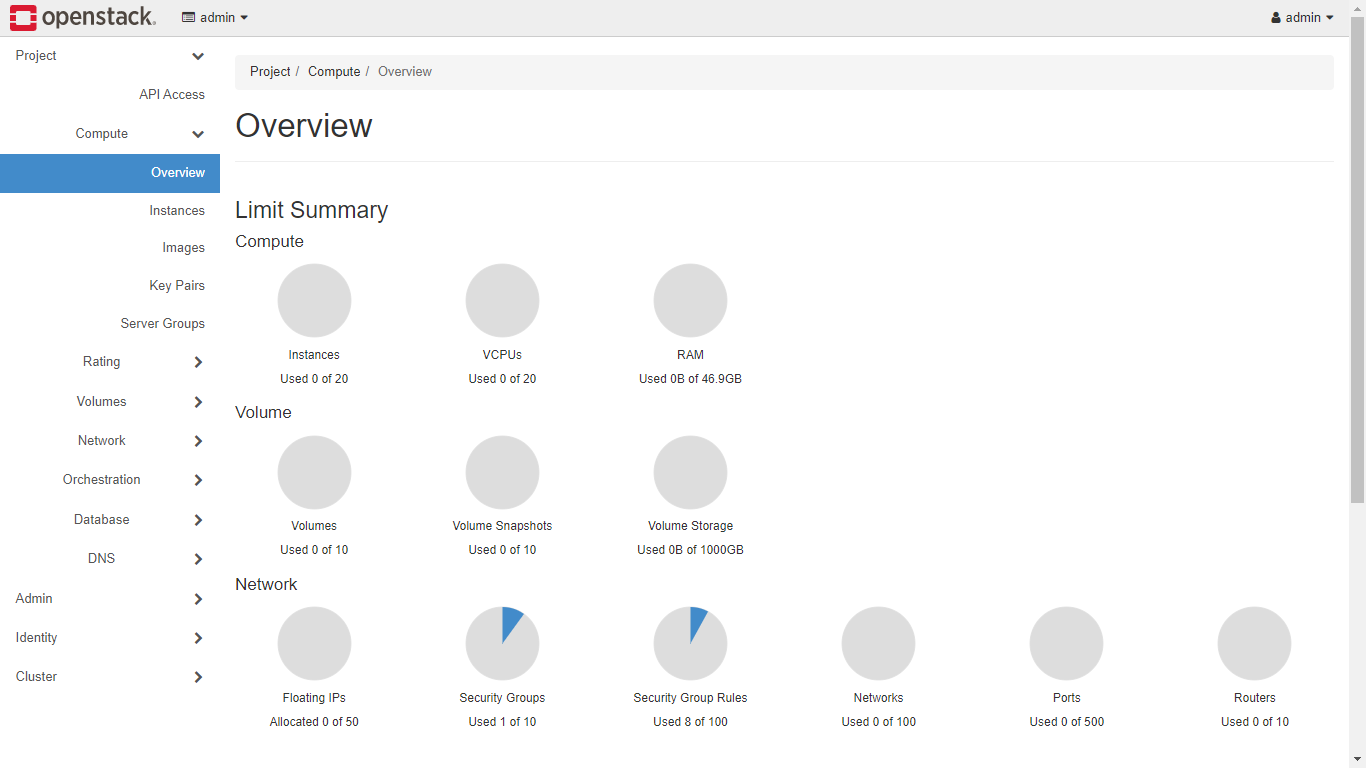 openstack. admin admin
Project
API Access
Compute
Overview
Instances
Images
Key Pairs
Server Groups
Rating
Volumes
Network
Orchestration
Database
DNS
Admin
Identity
Cluster
Project / Compute / Overview
Overview
Limit Summary
Compute
Instances VCPUs RAM
Used 0 of 20 Used 0 of 20 Used 0B of 46.9GB
Volume
Volumes Volume Snapshots Volume Storage
Used 0 of 10 Used 0 of 10 Used 0B of 1000GB
Network
Floating IPs Security Groups Security Group Rules Networks Ports Routers
Allocated 0 of 50 Used 1 of 10 Used 8 of 100 Used 0 of 100 Used 0 of 500 Used 0 of 10